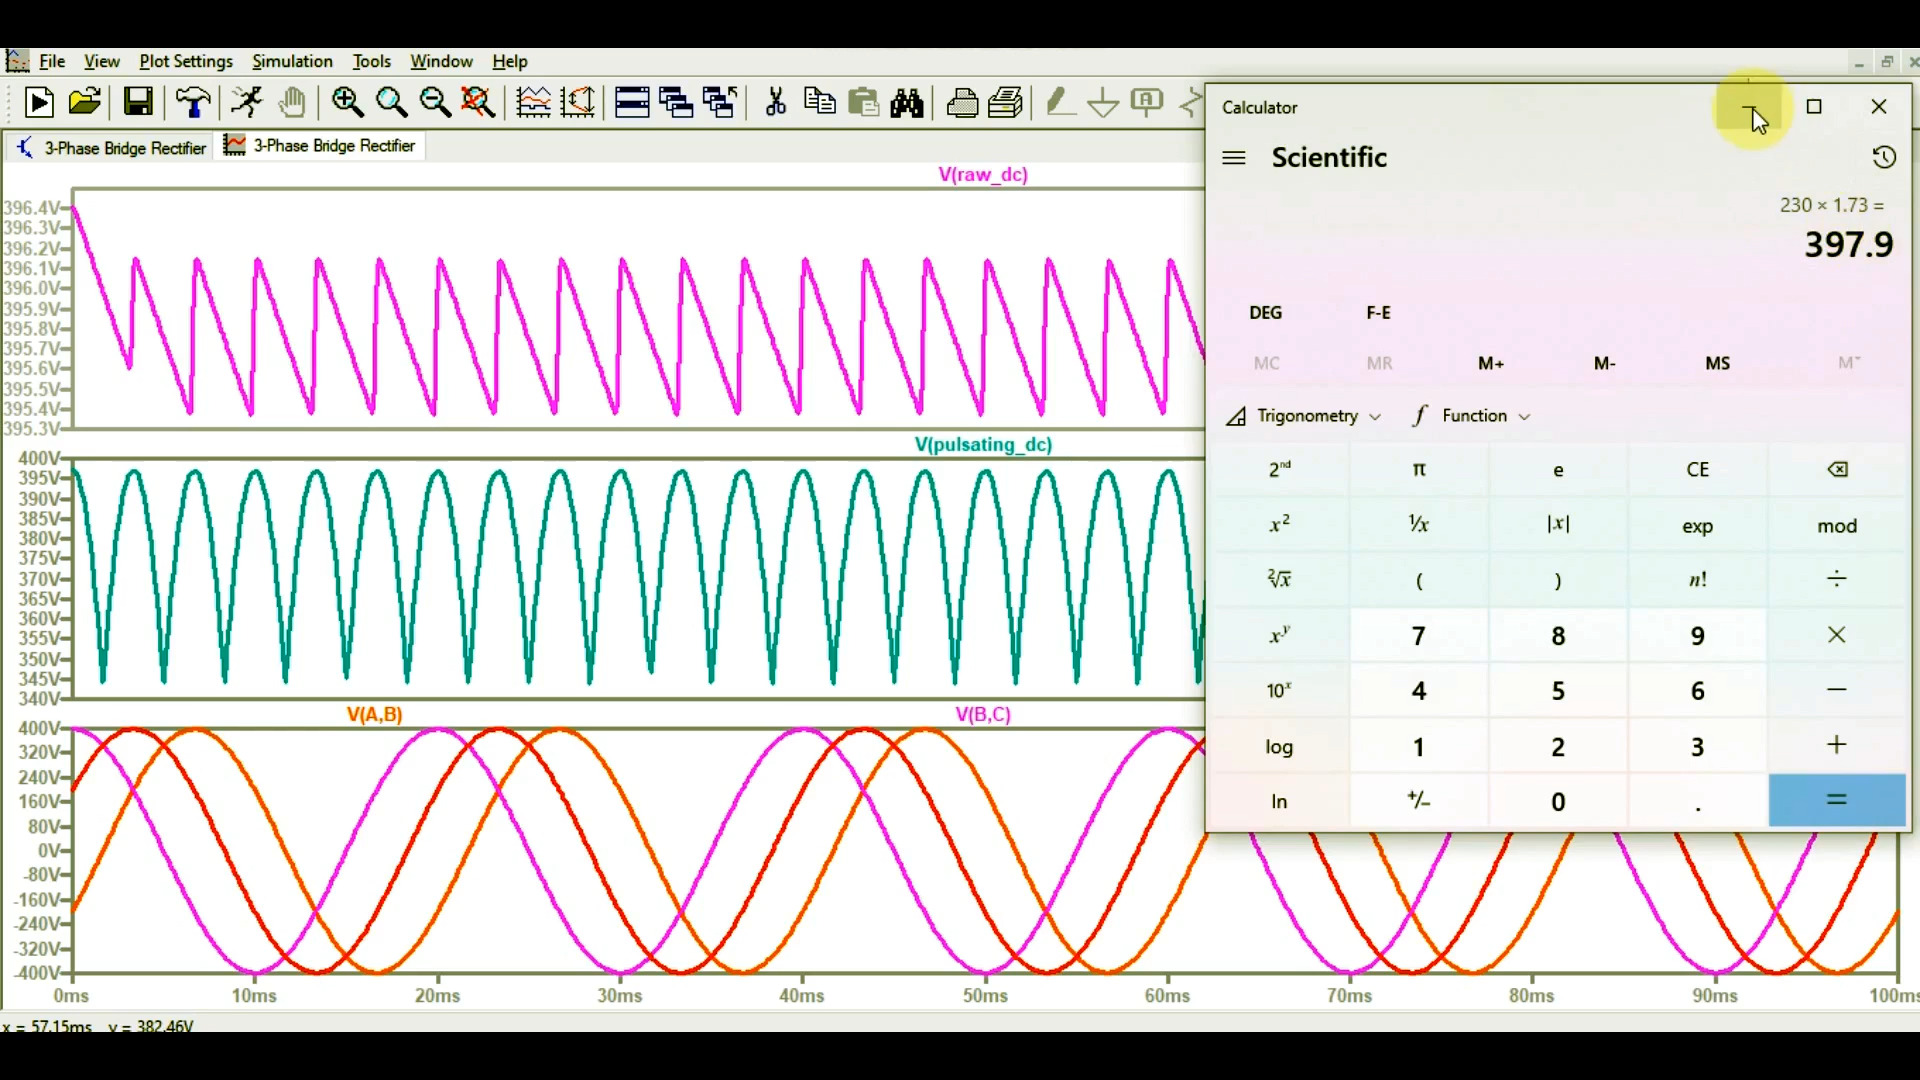 File View Plot Settings Simulation Tools Window Help
3-Phase Bridge Rectifier 3-Phase Bridge Rectifier
V(raw_dc)
396.4V
396.3V
396.2V
396.1V
396.0V
395.9V
395.8V
395.7V
395.6V
395.5V
395.4V
395.3V
V(pulsating_dc)
400V
395V
390V
385V
380V
375V
370V
365V
360V
355V
350V
345V
340V
V(A,B) V(B,C)
400V
320V
240V
160V
80V
0V
-80V
-160V
-240V
-320V
-400V
0ms 10ms 20ms 30ms 40ms 50ms 60ms 70ms 80ms 90ms 100ms
x = 57.15ms y = 382.46V
Calculator
Scientific
230 × 1.73 =
397.9
DEG F-E
MC MR M+ M- MS M˅
Trigonometry Function
2nd π e CE
x² ¹/x |x| exp mod
²√x ( ) n! ÷
xʸ 7 8 9 ×
10ˣ 4 5 6 −
log 1 2 3 +
ln +/− 0 . =